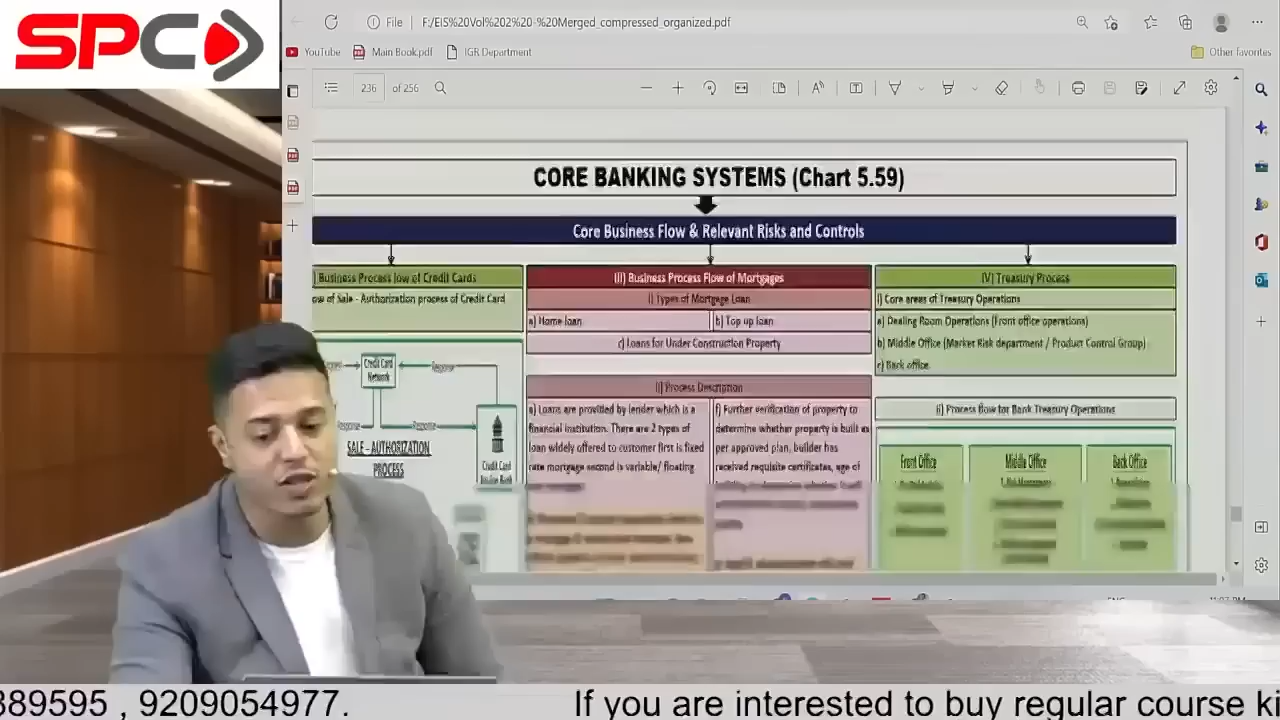 SPC
File F:/EIS%20Vol%202%20-%20Merged_compressed_organized.pdf
YouTube Main Book.pdf IGR Department Other favorites
236 of 256
CORE BANKING SYSTEMS (Chart 5.59)
Core Business Flow & Relevant Risks and Controls
) Business Process low of Credit Cards
ow of Sale - Authorization process of Credit Card
Credit Card
Network
Response
Response
Response
SALE - AUTHORIZATION
PROCESS
Credit Card
III) Business Process Flow of Mortgages
i) Types of Mortgage Loan
a) Home loan b) Top up loan
c) Loans for Under Construction Property
ii) Process Description
a) Loans are provided by lender which is a
financial institution. There are 2 types of
loan widely offered to customer first is fixed
rate mortgage second is variable/ floating
f) Further verification of property to
determine whether property is built as
per approved plan, builder has
received requisite certificates, age of
IV) Treasury Process
i) Core areas of Treasury Operations
a) Dealing Room Operations (Front office operations)
b) Middle Office (Market Risk department / Product Control Group)
c) Back office
ii) Process flow for Bank Treasury Operations
Front Office
Middle Office
Back Office
889595 , 9209054977. If you are interested to buy regular course ki